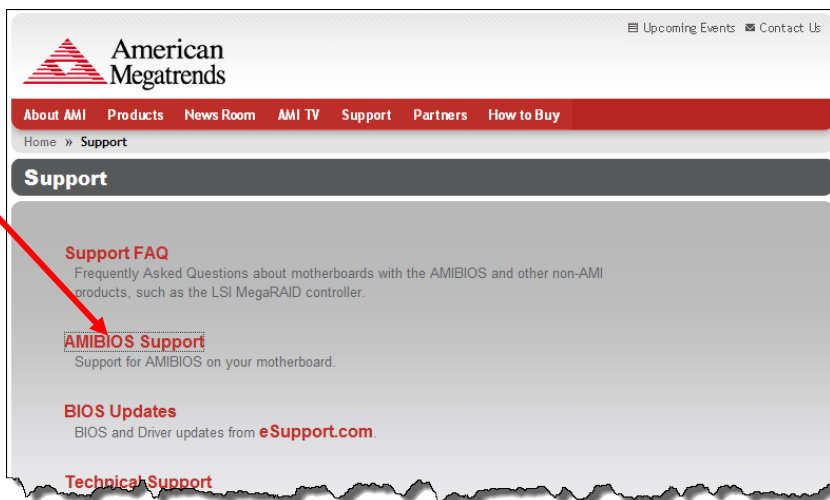 Upcoming Events Contact Us
American
Megatrends
About AMI Products News Room AMI TV Support Partners How to Buy
Home » Support
Support
Support FAQ
Frequently Asked Questions about motherboards with the AMIBIOS and other non-AMI
products, such as the LSI MegaRAID controller.
AMIBIOS Support
Support for AMIBIOS on your motherboard.
BIOS Updates
BIOS and Driver updates from eSupport.com.
Technical Support